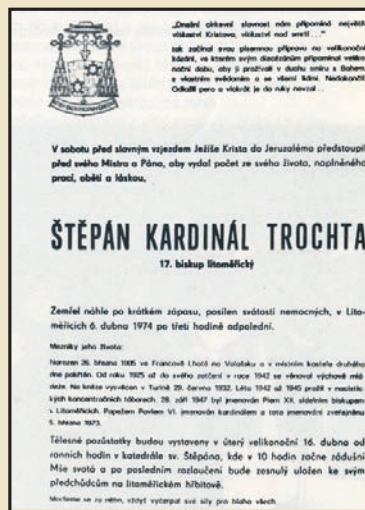 „Dnešní církevní slavnost nám připomíná největší
vítězství Kristovo, vítězství nad smrtí . . .“
tak začínal svou písemnou přípravu na velikonoční
kázání, ve kterém svým diecézánům připomínal veliko-
noční dobu, aby ji prožívali v duchu smíru s Bohem,
s vlastním svědomím a se všemi lidmi. Nedokončil.
Odložil pero a víckrát je do ruky nevzal . . .
V sobotu před slavným vzjezdem Ježíše Krista do Jeruzaléma předstoupil
před svého Mistra a Pána, aby vydal počet ze svého života, naplněného
prací, obětí a láskou,
ŠTĚPÁN KARDINÁL TROCHTA
17. biskup litoměřický
Zemřel náhle po krátkém zápasu, posilen svátostí nemocných, v Lito-
měřicích 6. dubna 1974 po třetí hodině odpolední.
Mezníky jeho života:
Narozen 26. března 1905 ve Francově Lhotě na Valašsku a v místním kostele druhého
dne pokřtěn. Od roku 1925 až do svého zatčení v roce 1942 se věnoval výchově mlá-
deže. Na kněze vysvěcen v Turíně 29. června 1932. Léta 1942 až 1945 prožil v nacistic-
kých koncentračních táborech. 28. září 1947 byl jmenován Piem XII. sídelním biskupem
v Litoměřicích. Papežem Pavlem VI. jmenován kardinálem a toto jmenování zveřejněno
5. března 1973.
Tělesné pozůstatky budou vystaveny v úterý velikonoční 16. dubna od
ranních hodin v katedrále sv. Štěpána, kde v 10 hodin začne zádušní
Mše svatá a po posledním rozloučení bude zesnulý uložen ke svým
předchůdcům na litoměřickém hřbitově.
Modleme se za něho, vždyť vyčerpal své síly pro blaho všech.